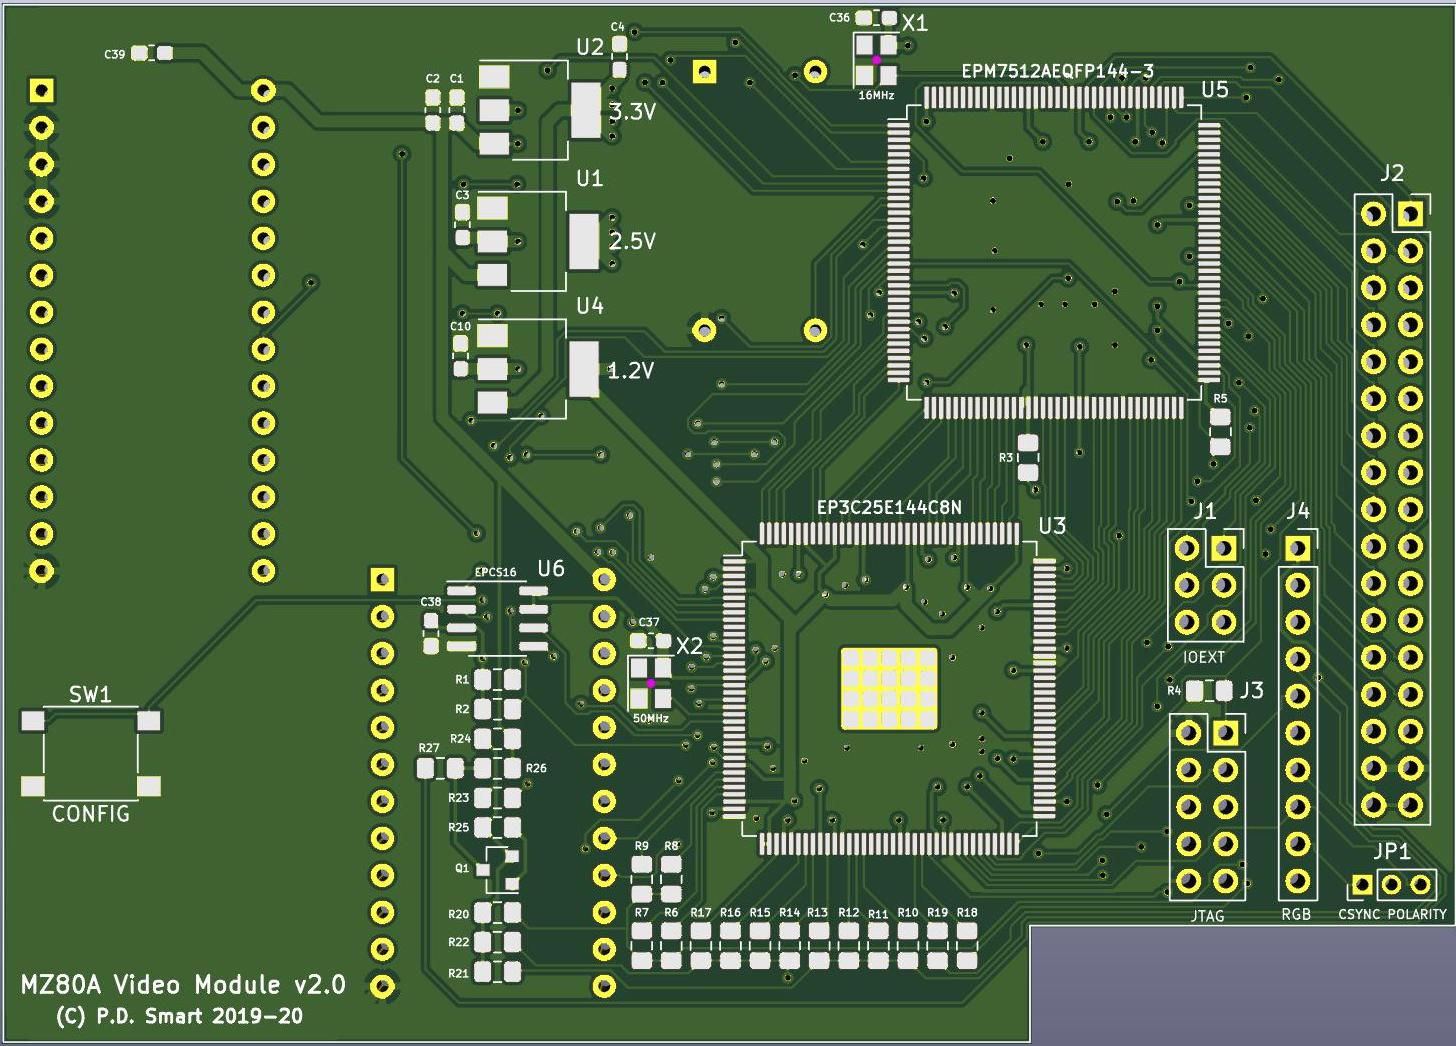 C36
X1
16MHz
C39
C4
U2
C2
C1
3.3V
EPM7512AEQFP144-3
U5
J2
U1
C3
2.5V
U4
C10
1.2V
R5
R3
EP3C25E144C8N
U3
J1
J4
IOEXT
EPCS16
U6
C38
C37
X2
50MHz
R1
R2
R24
R27
R26
R23
R25
Q1
R20
R22
R21
SW1
CONFIG
R4
J3
JTAG
RGB
JP1
CSYNC POLARITY
R9
R8
R7
R6
R17
R16
R15
R14
R13
R12
R11
R10
R19
R18
MZ80A Video Module v2.0
(C) P.D. Smart 2019-20